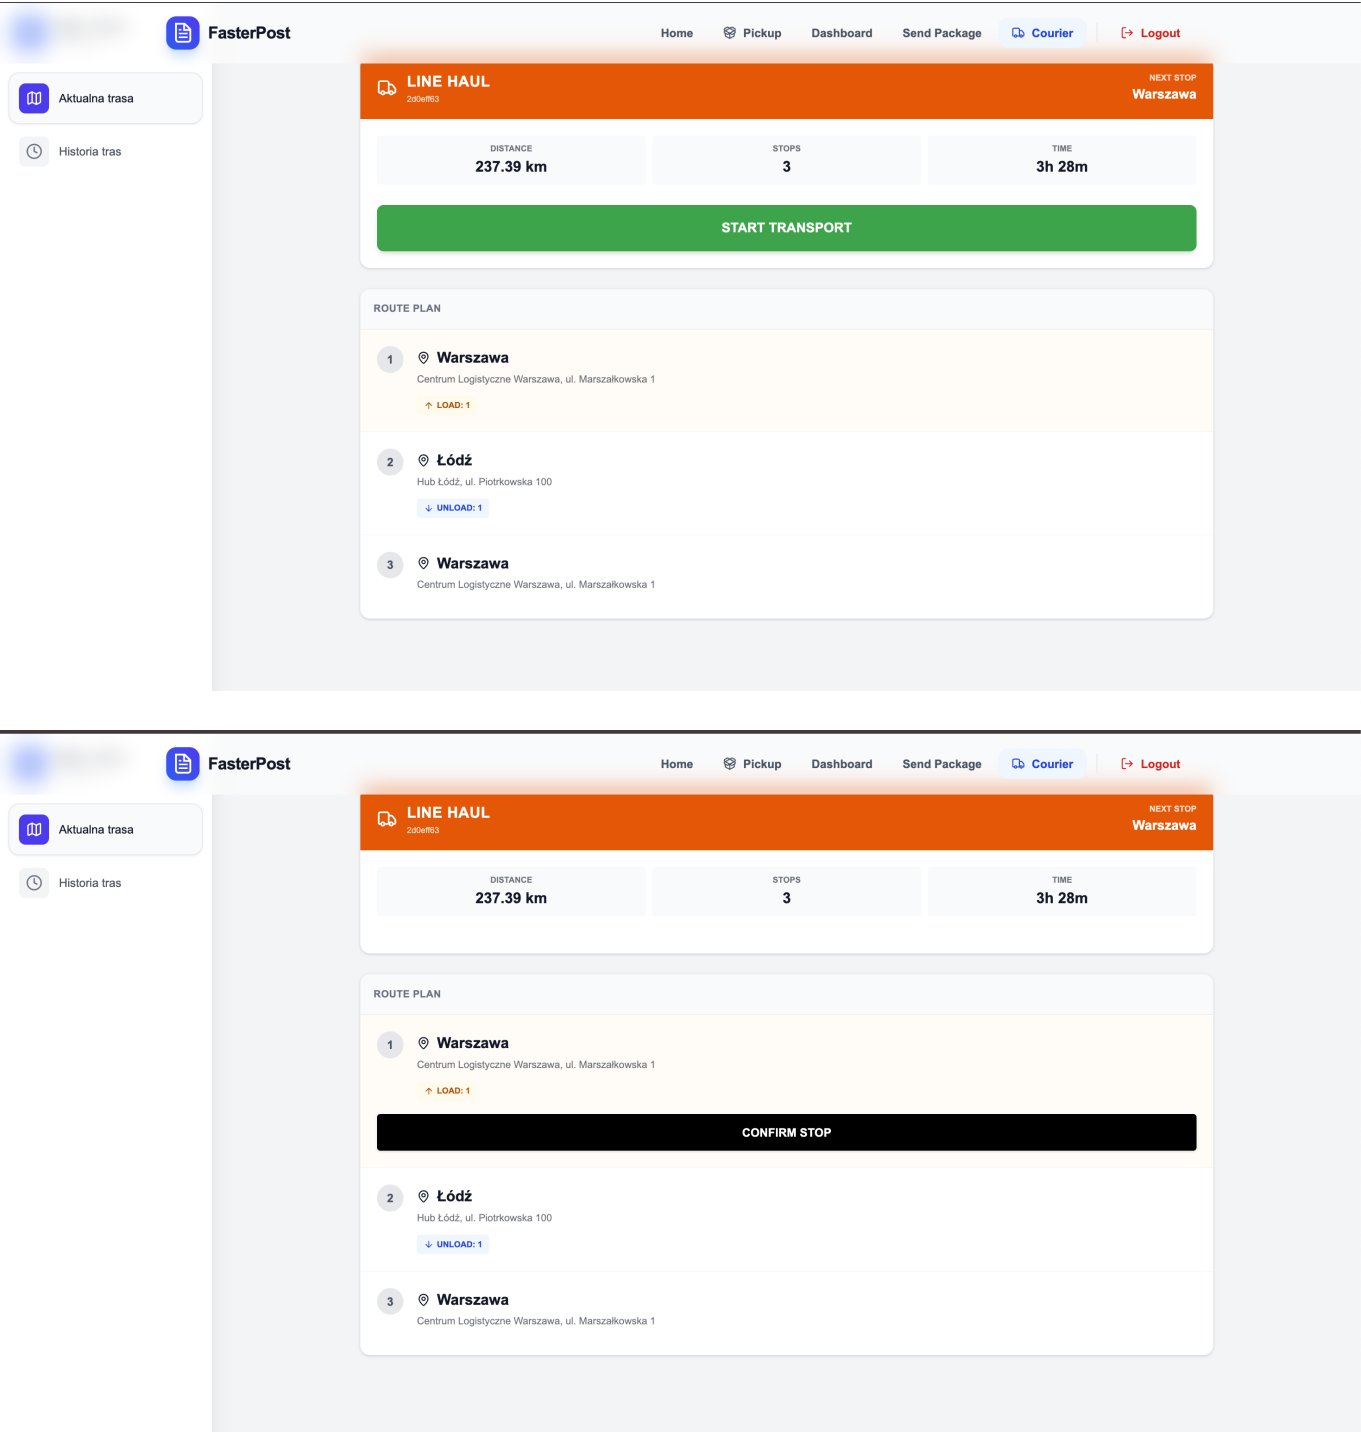 FasterPost
Home Pickup Dashboard Send Package Courier Logout
Aktualna trasa
Historia tras
LINE HAUL
2d0eff63
NEXT STOP
Warszawa
DISTANCE
237.39 km
STOPS
3
TIME
3h 28m
START TRANSPORT
ROUTE PLAN
1 Warszawa
Centrum Logistyczne Warszawa, ul. Marszałkowska 1
LOAD: 1
2 Łódź
Hub Łódź, ul. Piotrkowska 100
UNLOAD: 1
3 Warszawa
Centrum Logistyczne Warszawa, ul. Marszałkowska 1
FasterPost
Home Pickup Dashboard Send Package Courier Logout
Aktualna trasa
Historia tras
LINE HAUL
2d0eff63
NEXT STOP
Warszawa
DISTANCE
237.39 km
STOPS
3
TIME
3h 28m
ROUTE PLAN
1 Warszawa
Centrum Logistyczne Warszawa, ul. Marszałkowska 1
LOAD: 1
CONFIRM STOP
2 Łódź
Hub Łódź, ul. Piotrkowska 100
UNLOAD: 1
3 Warszawa
Centrum Logistyczne Warszawa, ul. Marszałkowska 1